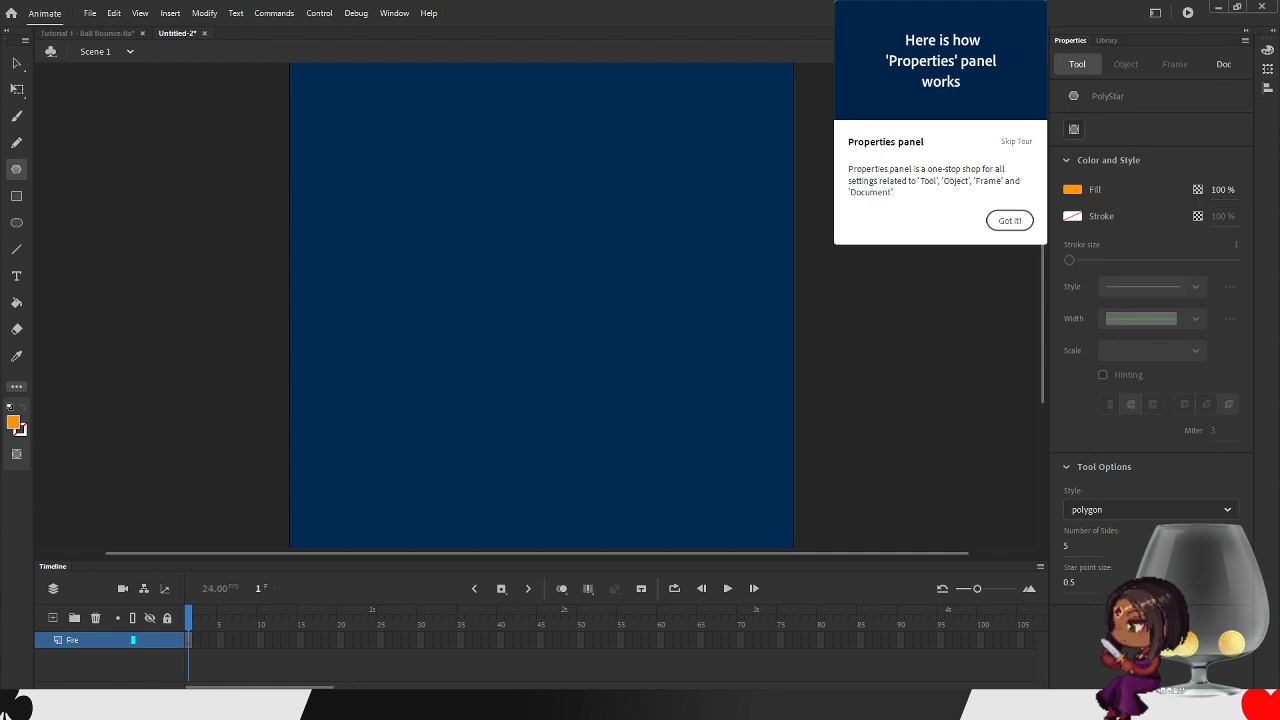 Animate File Edit View Insert Modify Text Commands Control Debug Window Help
Tutorial 1 - Ball Bounce.fla* Untitled-2*
Scene 1
Here is how
'Properties' panel
works
Properties panel Skip Tour
Properties panel is a one-stop shop for all
settings related to 'Tool', 'Object', 'Frame' and
'Document'.
Got it!
Properties Library
Tool Object Frame Doc
PolyStar
Color and Style
Fill 100 %
Stroke 100 %
Stroke size 1
Style
Width
Scale
Hinting
Miter 3
Tool Options
Style:
polygon
Number of Sides:
5
Star point size:
0.5
Timeline
24.00 FPS 1 F
1s 2s 3s 4s
5 10 15 20 25 30 35 40 45 50 55 60 65 70 75 80 85 90 95 100 105
Fire